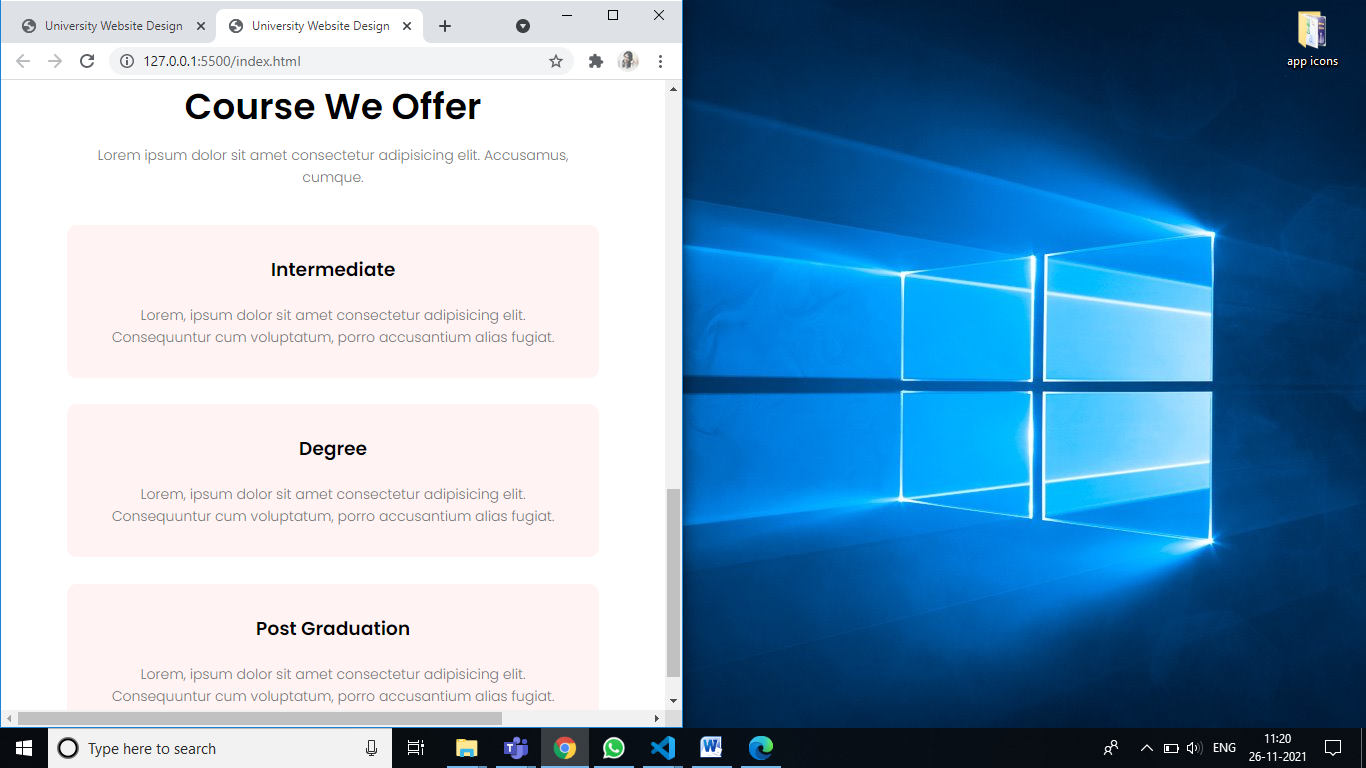 University Website Design
University Website Design
127.0.0.1:5500/index.html
app icons
Course We Offer
Lorem ipsum dolor sit amet consectetur adipisicing elit. Accusamus,
cumque.
Intermediate
Lorem, ipsum dolor sit amet consectetur adipisicing elit.
Consequuntur cum voluptatum, porro accusantium alias fugiat.
Degree
Lorem, ipsum dolor sit amet consectetur adipisicing elit.
Consequuntur cum voluptatum, porro accusantium alias fugiat.
Post Graduation
Lorem, ipsum dolor sit amet consectetur adipisicing elit.
Consequuntur cum voluptatum, porro accusantium alias fugiat.
Type here to search
ENG
11:20
26-11-2021